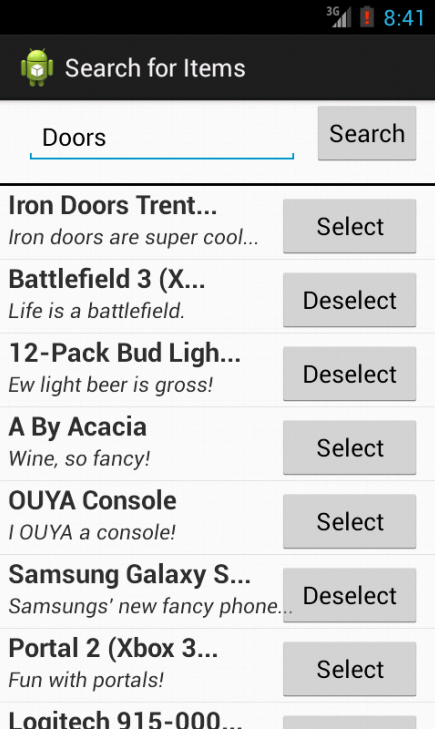 3G 8:41
Search for Items
Doors Search
Iron Doors Trent...
Iron doors are super cool...
Select
Battlefield 3 (X...
Life is a battlefield.
Deselect
12-Pack Bud Ligh...
Ew light beer is gross!
Deselect
A By Acacia
Wine, so fancy!
Select
OUYA Console
I OUYA a console!
Select
Samsung Galaxy S...
Samsungs' new fancy phone...
Deselect
Portal 2 (Xbox 3...
Fun with portals!
Select
Logitech 915-000...